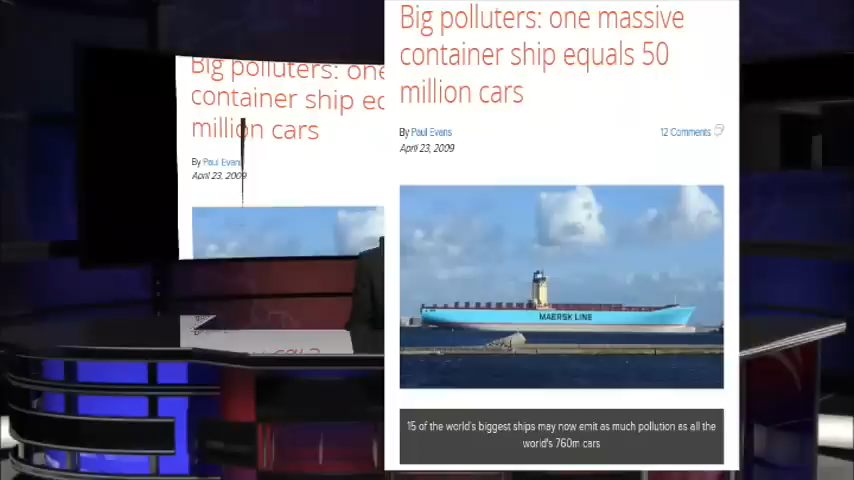 Big polluters: one massive
container ship equals 50
million cars
By Paul Evans
12 Comments
April 23, 2009
MAERSK LINE
15 of the world's biggest ships may now emit as much pollution as all the
world's 760m cars
Big polluters: one
container ship eq
million cars
By Paul Evans
April 23, 2009